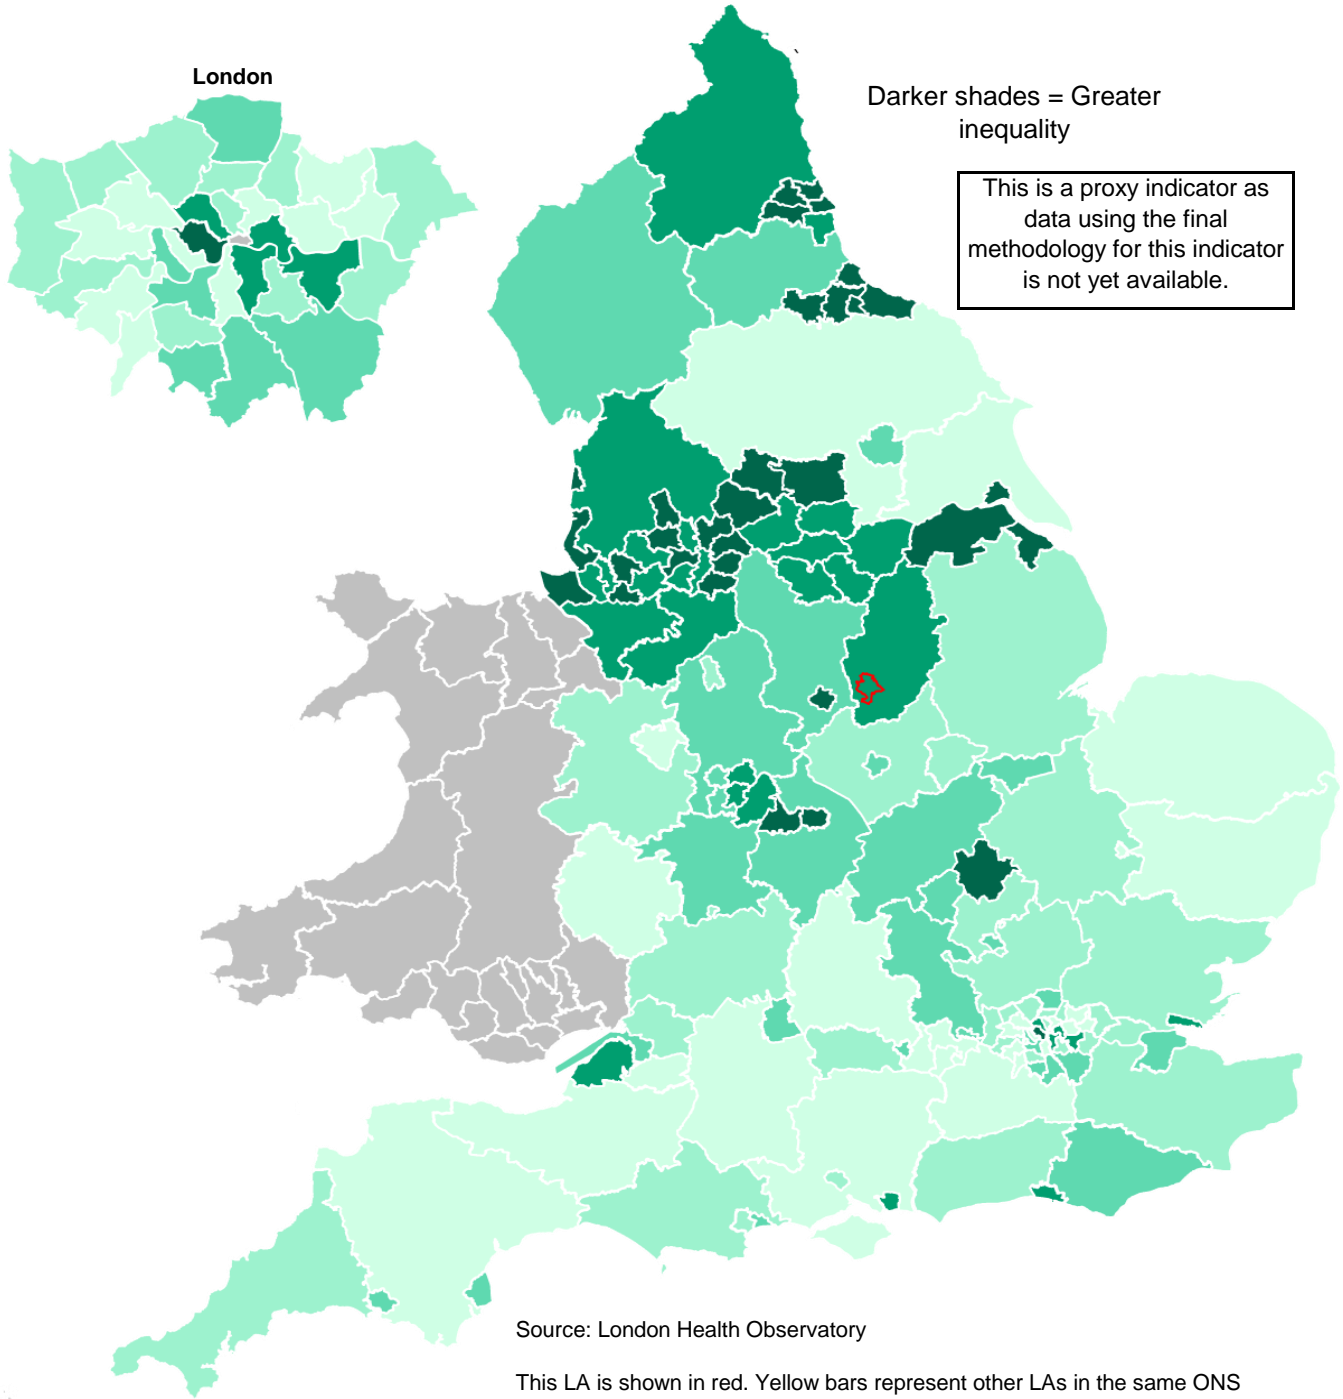 London
Darker shades = Greater
inequality
This is a proxy indicator as
data using the final
methodology for this indicator
is not yet available.
Source: London Health Observatory
This LA is shown in red. Yellow bars represent other LAs in the same ONS